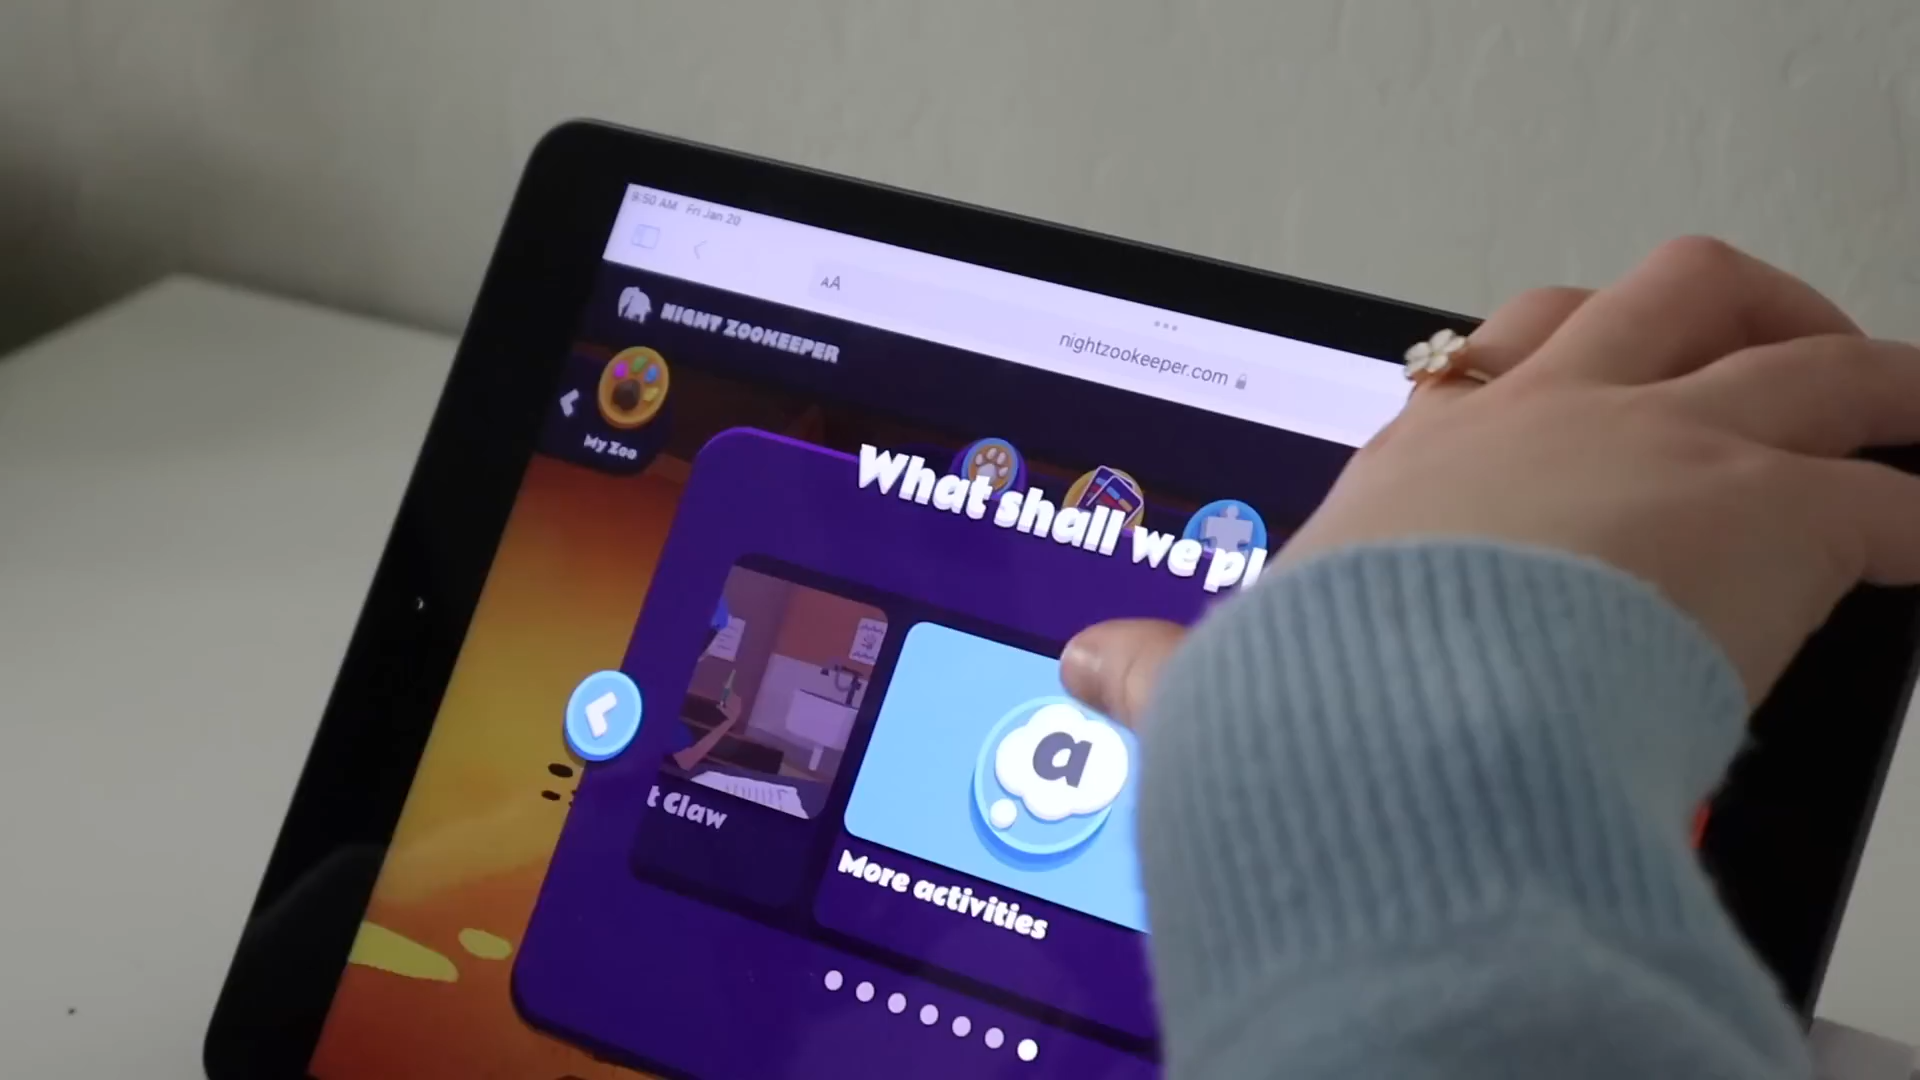 9:50 AM Fri Jan 20
AA
nightzookeeper.com
NIGHT ZOOKEEPER
My Zoo
What shall we pl
t Claw
a
More activities